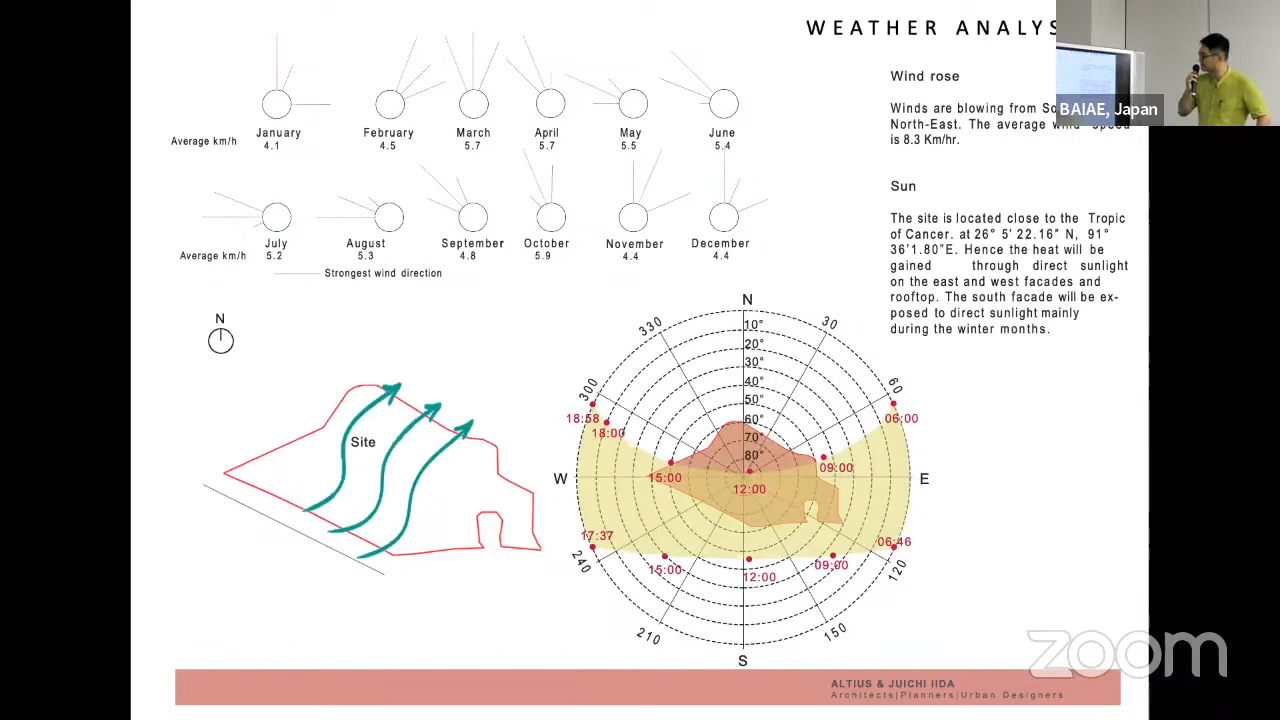 WEATHER ANALYS
BAIAE, Japan
Average km/h
January
4.1
February
4.5
March
5.7
April
5.7
May
5.5
June
5.4
Average km/h
July
5.2
August
5.3
September
4.8
October
5.9
November
4.4
December
4.4
Strongest wind direction
Wind rose
Winds are blowing from
North-East. The average wind speed
is 8.3 Km/hr.
Sun
The site is located close to the Tropic
of Cancer. at 26° 5' 22.16" N, 91°
36'1.80"E. Hence the heat will be
gained through direct sunlight
on the east and west facades and
rooftop. The south facade will be ex-
posed to direct sunlight mainly
during the winter months.
N
Site
N
330
30
10°
20°
30°
40°
50°
60°
70°
80°
300
60
18:58
18:00
06:00
15:00
09:00
12:00
W
E
17:37
06:46
15:00
12:00
09:00
240
120
210
150
S
zoom
ALTIUS & JUICHI IIDA
Architects|Planners|Urban Designers